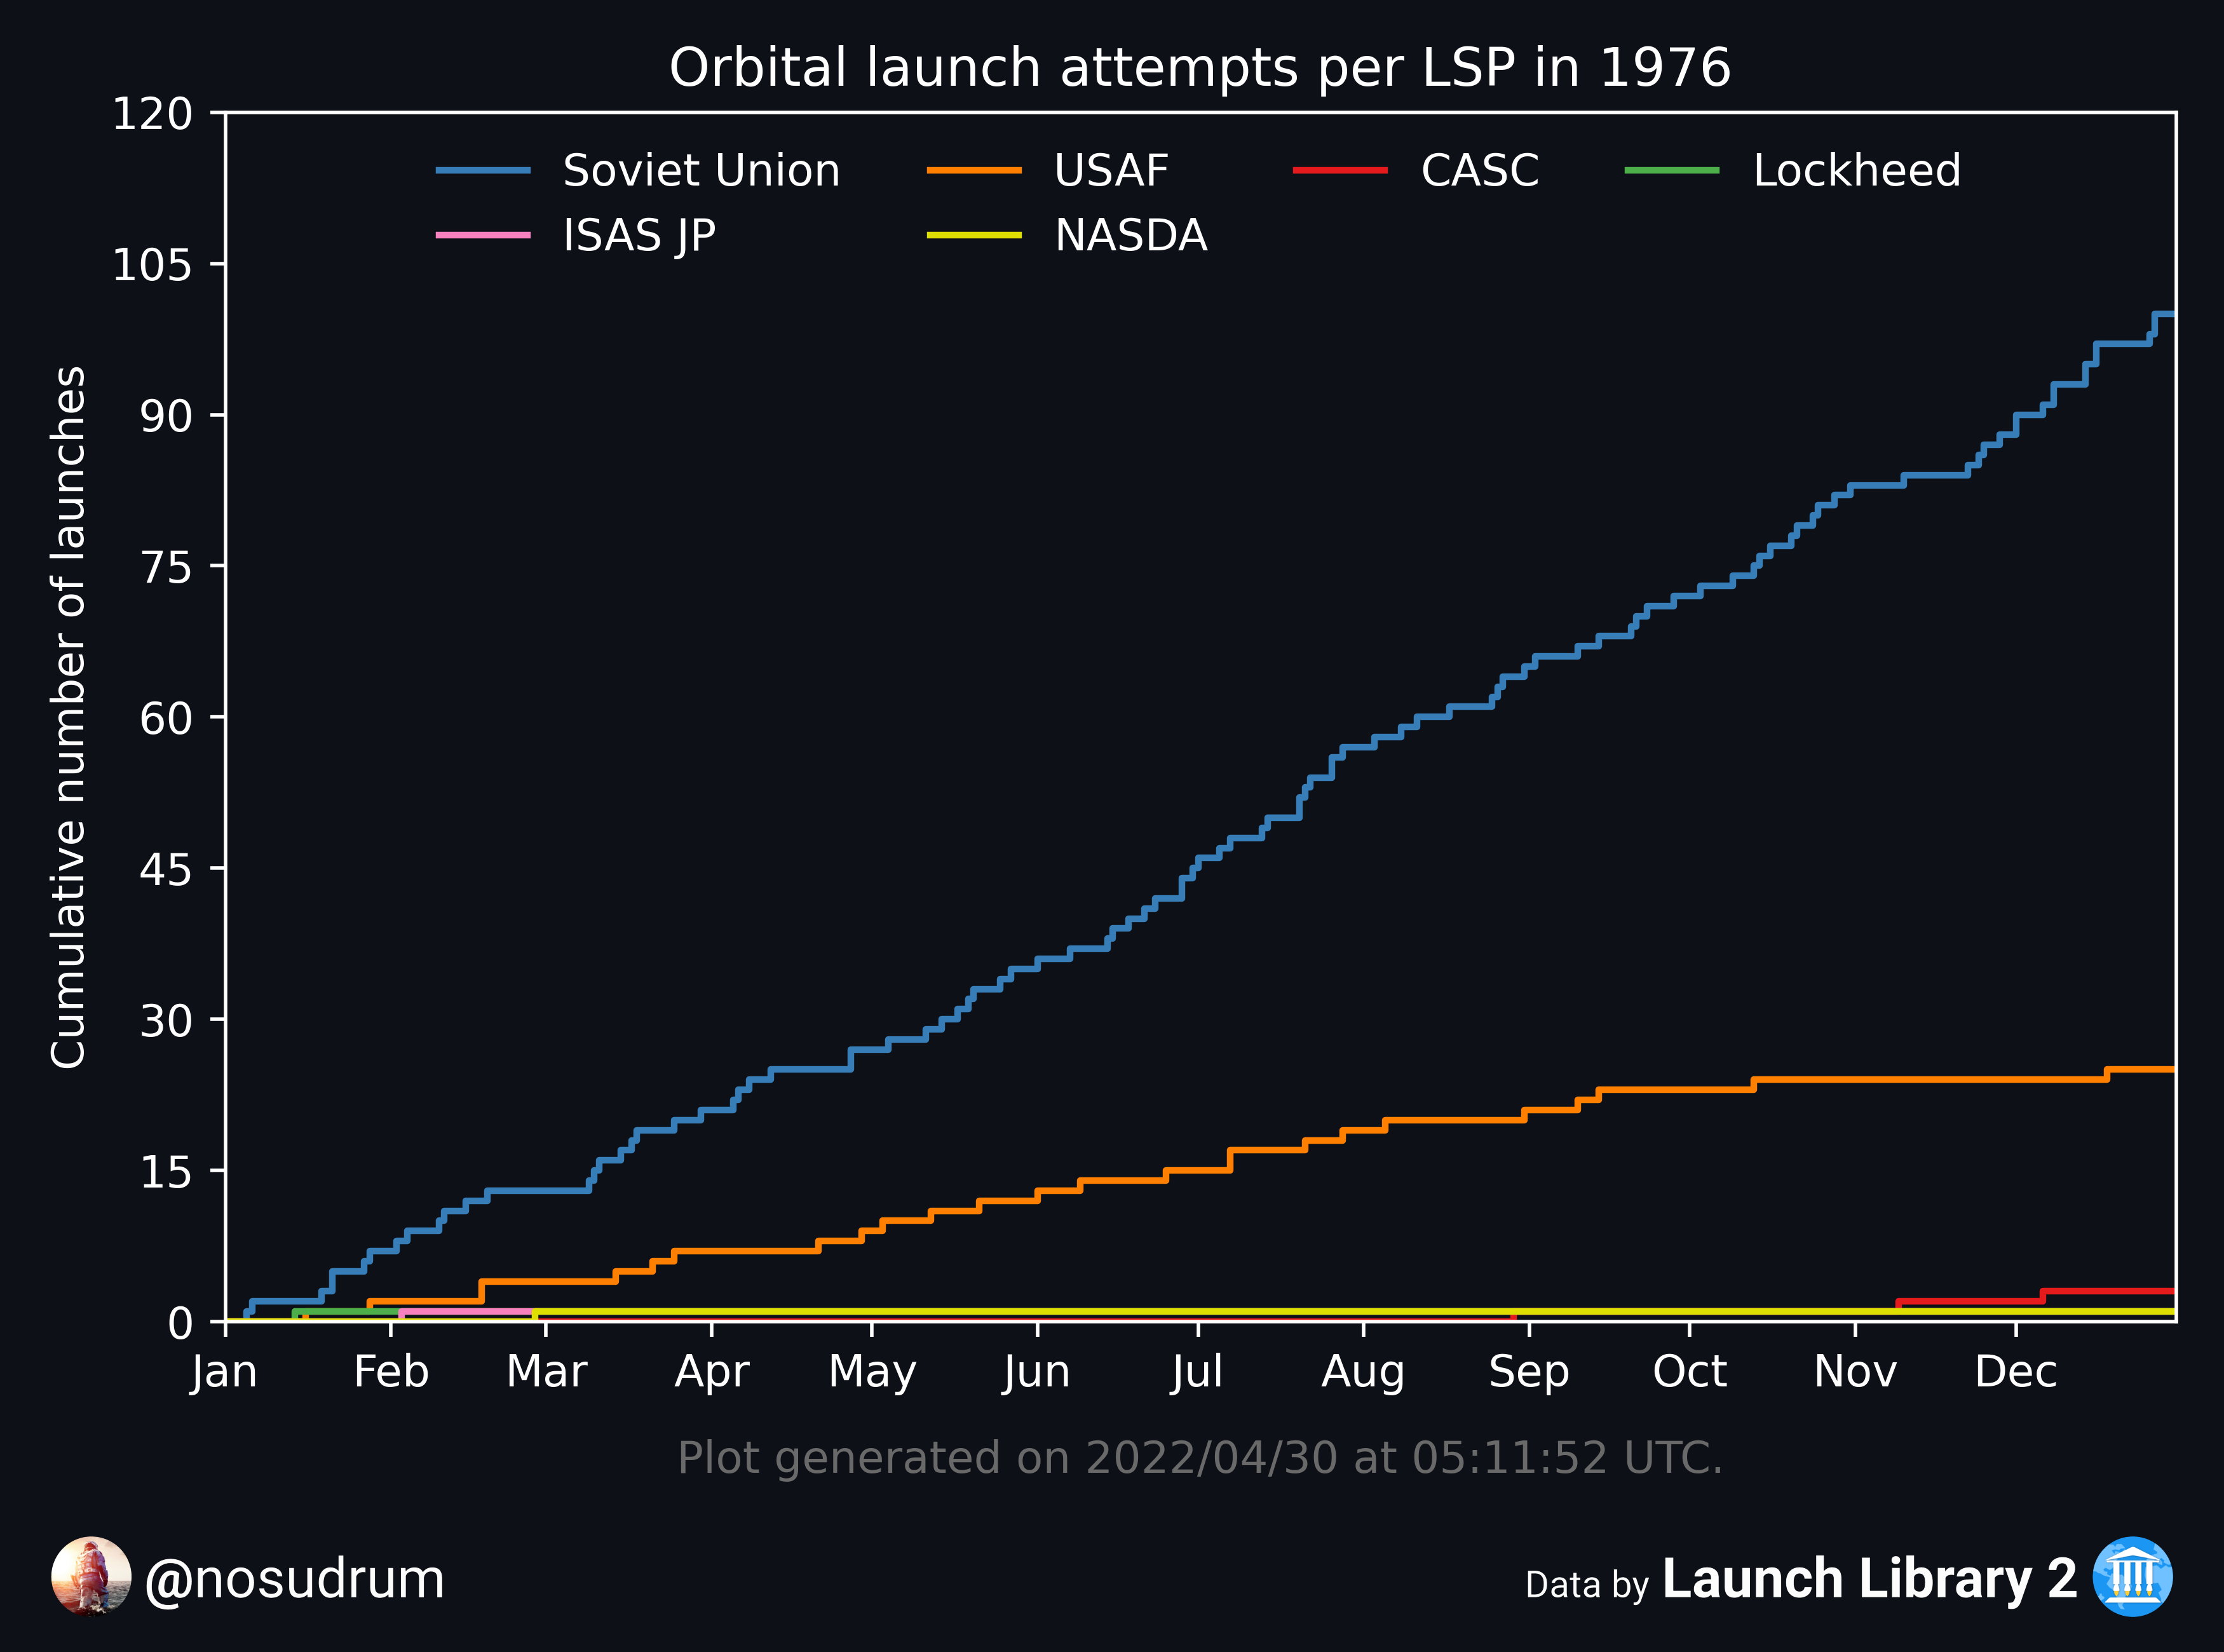 Orbital launch attempts per LSP in 1976
120
105
90
75
60
45
30
15
0
Cumulative number of launches
Soviet Union
USAF
CASC
Lockheed
ISAS JP
NASDA
Jan Feb Mar Apr May Jun Jul Aug Sep Oct Nov Dec
Plot generated on 2022/04/30 at 05:11:52 UTC.
@nosudrum
Data by Launch Library 2